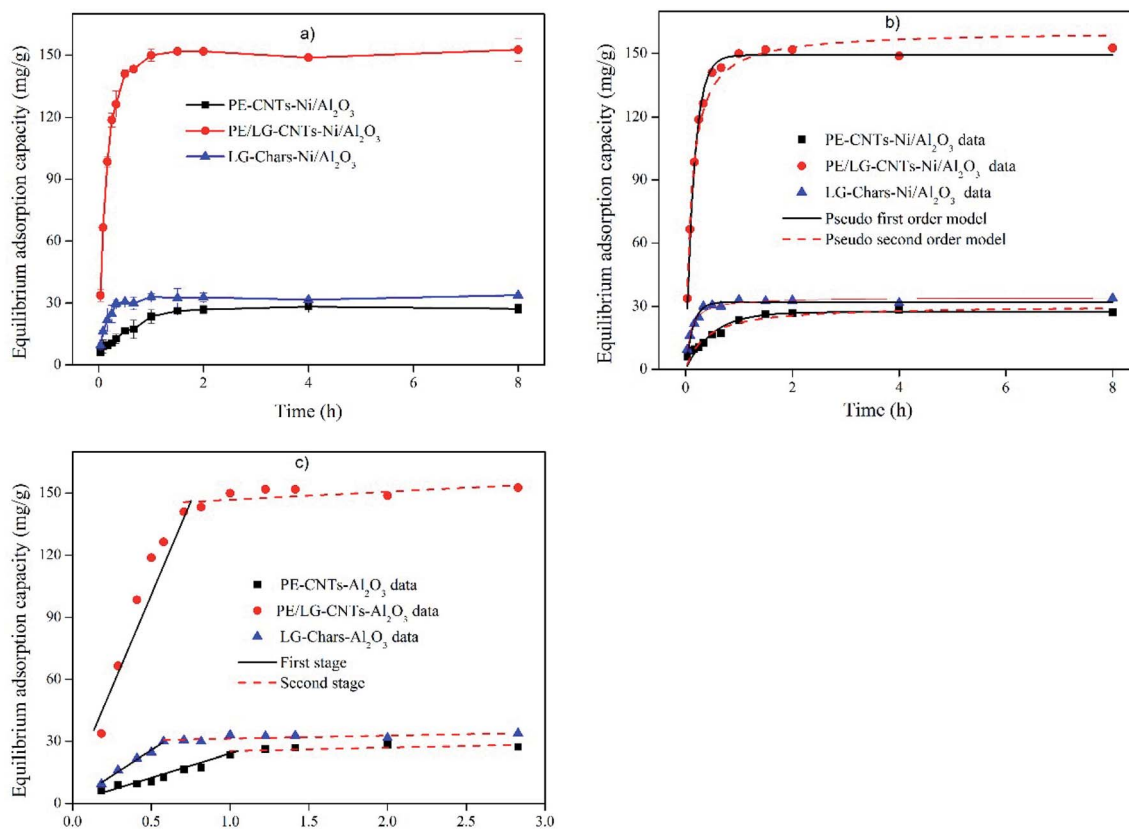 a)
Equilibrium adsorption capacity (mg/g)
150
120
90
60
30
0
PE-CNTs-Ni/Al₂O₃
PE/LG-CNTs-Ni/Al₂O₃
LG-Chars-Ni/Al₂O₃
0 2 4 6 8
Time (h)
b)
Equilibrium adsorption capacity (mg/g)
150
120
90
60
30
0
PE-CNTs-Ni/Al₂O₃ data
PE/LG-CNTs-Ni/Al₂O₃ data
LG-Chars-Ni/Al₂O₃ data
Pseudo first order model
Pseudo second order model
0 2 4 6 8
Time (h)
c)
Equilibrium adsorption capacity (mg/g)
150
120
90
60
30
0
PE-CNTs-Al₂O₃ data
PE/LG-CNTs-Al₂O₃ data
LG-Chars-Al₂O₃ data
First stage
Second stage
0.0 0.5 1.0 1.5 2.0 2.5 3.0